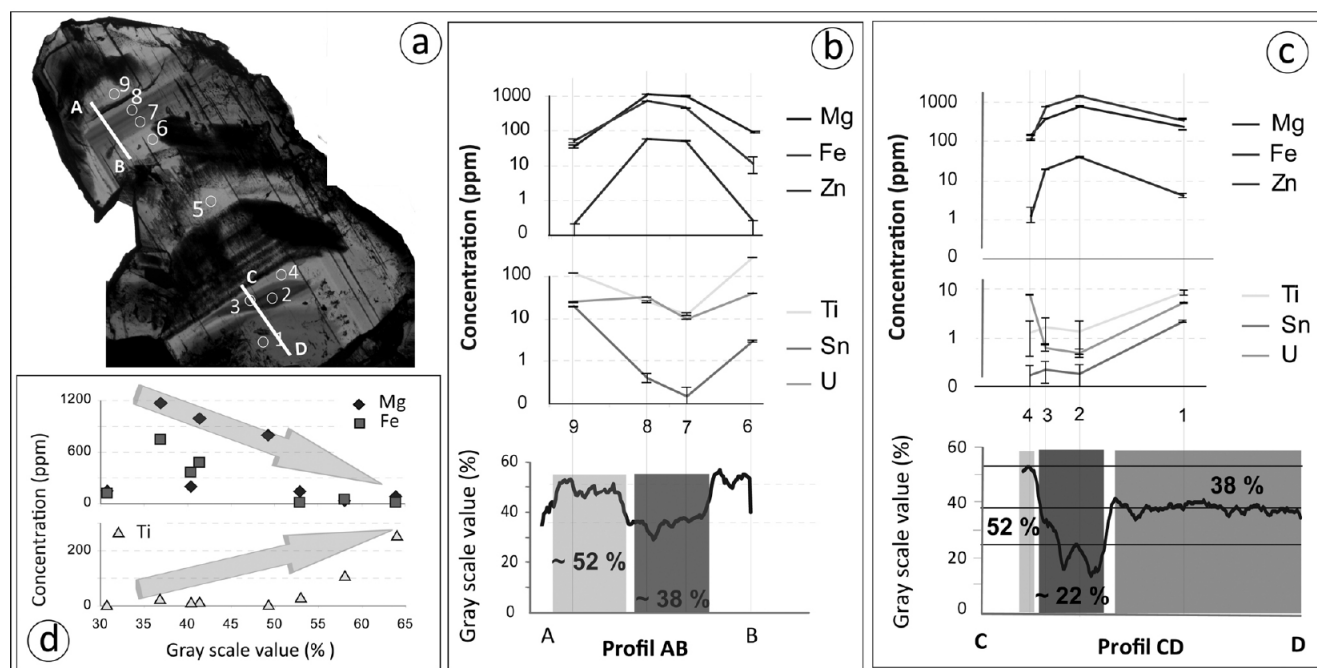 a
A
9
8
7
6
B
5
C
4
3
2
1
D
b
Concentration (ppm)
1000
100
10
1
0
Mg
Fe
Zn
Concentration (ppm)
100
10
1
0
Ti
Sn
U
9 8 7 6
Gray scale value (%)
60
40
20
0
~ 52 %
~ 38 %
A Profil AB B
c
Concentration (ppm)
1000
100
10
1
0
Mg
Fe
Zn
10
1
0
Ti
Sn
U
4 3 2 1
Gray scale value (%)
60
40
20
0
52 %
~ 22 %
38 %
C Profil CD D
d
Concentration (ppm)
1200
600
0
Mg
Fe
200
0
Ti
30 35 40 45 50 55 60 65
Gray scale value (%)